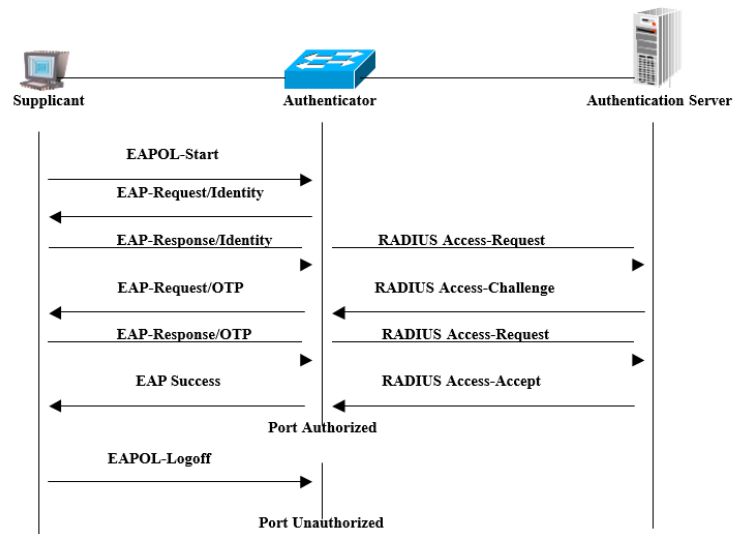 Supplicant
Authenticator
Authentication Server
EAPOL-Start
EAP-Request/Identity
EAP-Response/Identity
RADIUS Access-Request
EAP-Request/OTP
RADIUS Access-Challenge
EAP-Response/OTP
RADIUS Access-Request
EAP Success
RADIUS Access-Accept
Port Authorized
EAPOL-Logoff
Port Unauthorized